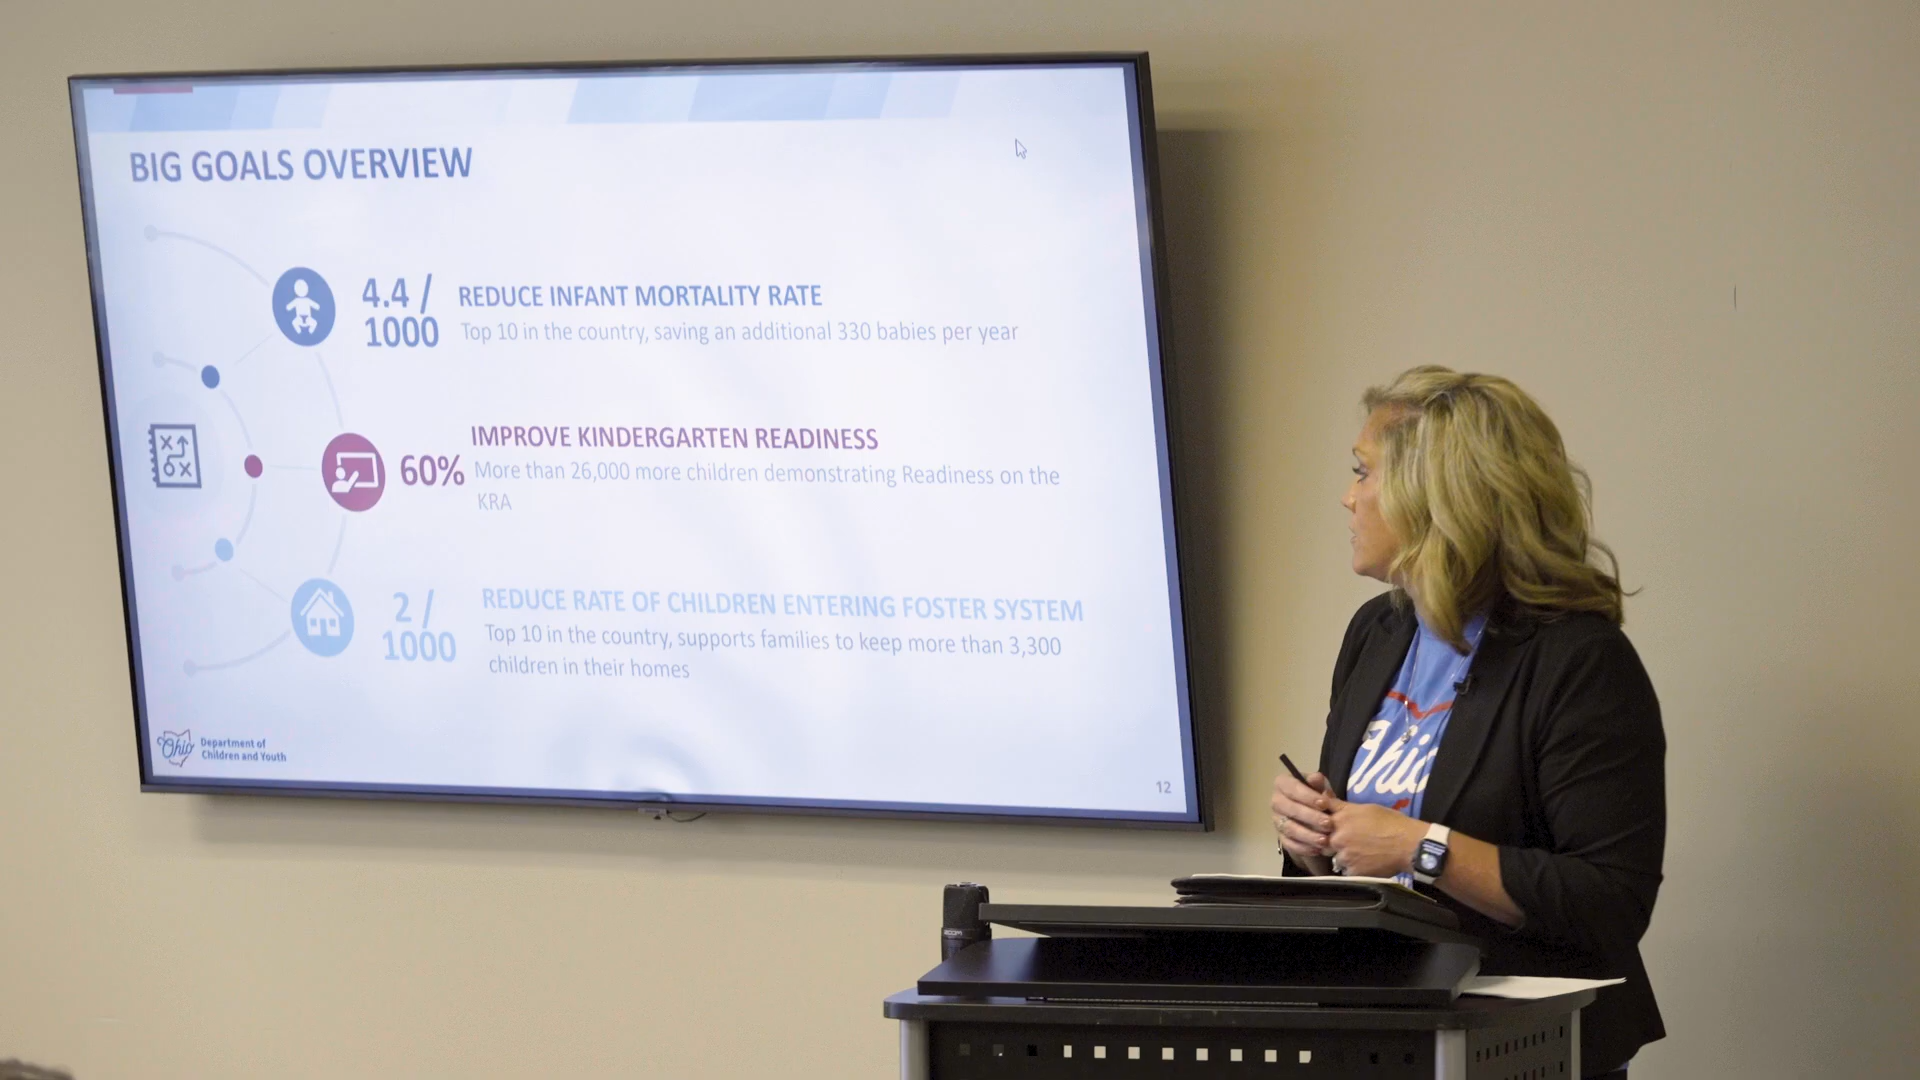 BIG GOALS OVERVIEW
4.4 /
1000
REDUCE INFANT MORTALITY RATE
Top 10 in the country, saving an additional 330 babies per year
60%
IMPROVE KINDERGARTEN READINESS
More than 26,000 more children demonstrating Readiness on the
KRA
2 /
1000
REDUCE RATE OF CHILDREN ENTERING FOSTER SYSTEM
Top 10 in the country, supports families to keep more than 3,300
children in their homes
Ohio
Department of
Children and Youth
12
Ohio
zoom